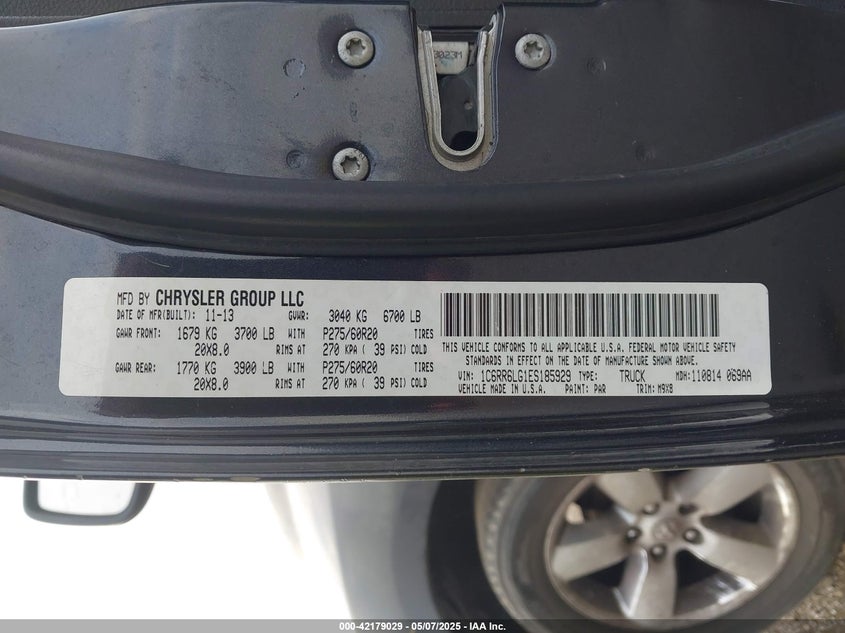 3023M
MFD BY CHRYSLER GROUP LLC
DATE OF MFR(BUILT): 11-13 GVWR: 3040 KG 6700 LB
GAWR FRONT: 1679 KG 3700 LB WITH P275/60R20 TIRES
20X8.0 RIMS AT 270 KPA ( 39 PSI) COLD
GAWR REAR: 1770 KG 3900 LB WITH P275/60R20 TIRES
20X8.0 RIMS AT 270 KPA ( 39 PSI) COLD
THIS VEHICLE CONFORMS TO ALL APPLICABLE U.S.A. FEDERAL MOTOR VEHICLE SAFETY
STANDARDS IN EFFECT ON THE DATE OF MANUFACTURE SHOWN ABOVE.
VIN: 1C6RR6LG1ES185929 TYPE: TRUCK MDH: 110814 069AA
VEHICLE MADE IN U.S.A. PAINT: PAR TRIM: M9X8
000-42179029 - 05/07/2025 - IAA Inc.